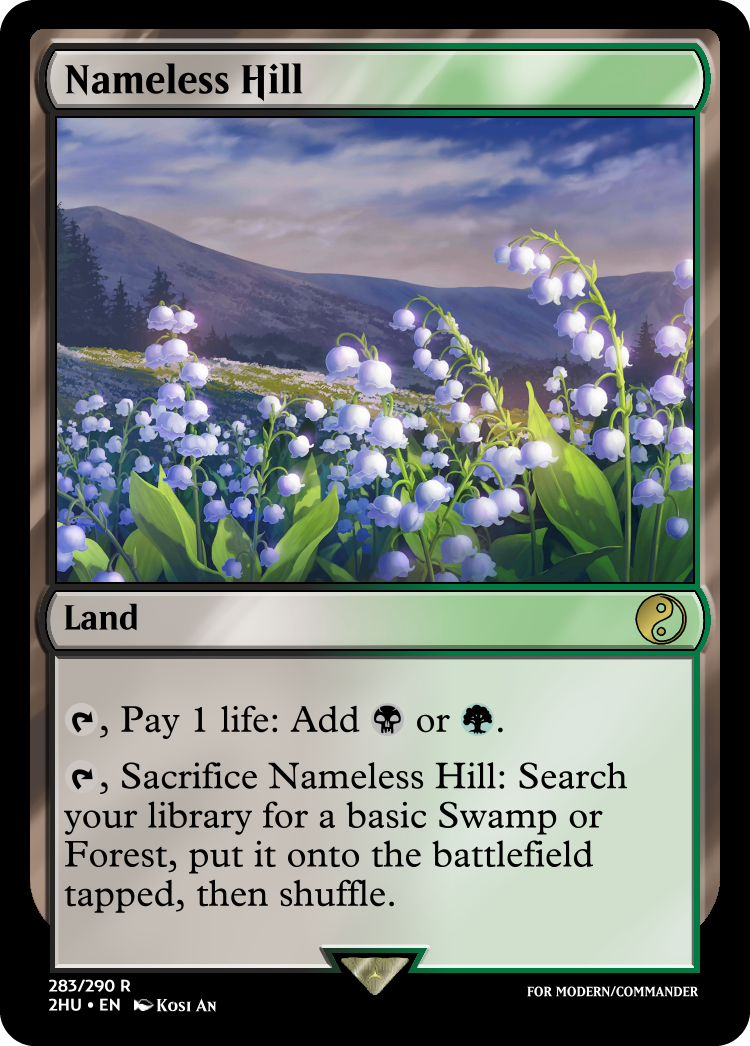 Nameless Hill
Land
, Pay 1 life: Add or .
, Sacrifice Nameless Hill: Search
your library for a basic Swamp or
Forest, put it onto the battlefield
tapped, then shuffle.
283/290 R
2HU • EN Kosi An
FOR MODERN/COMMANDER